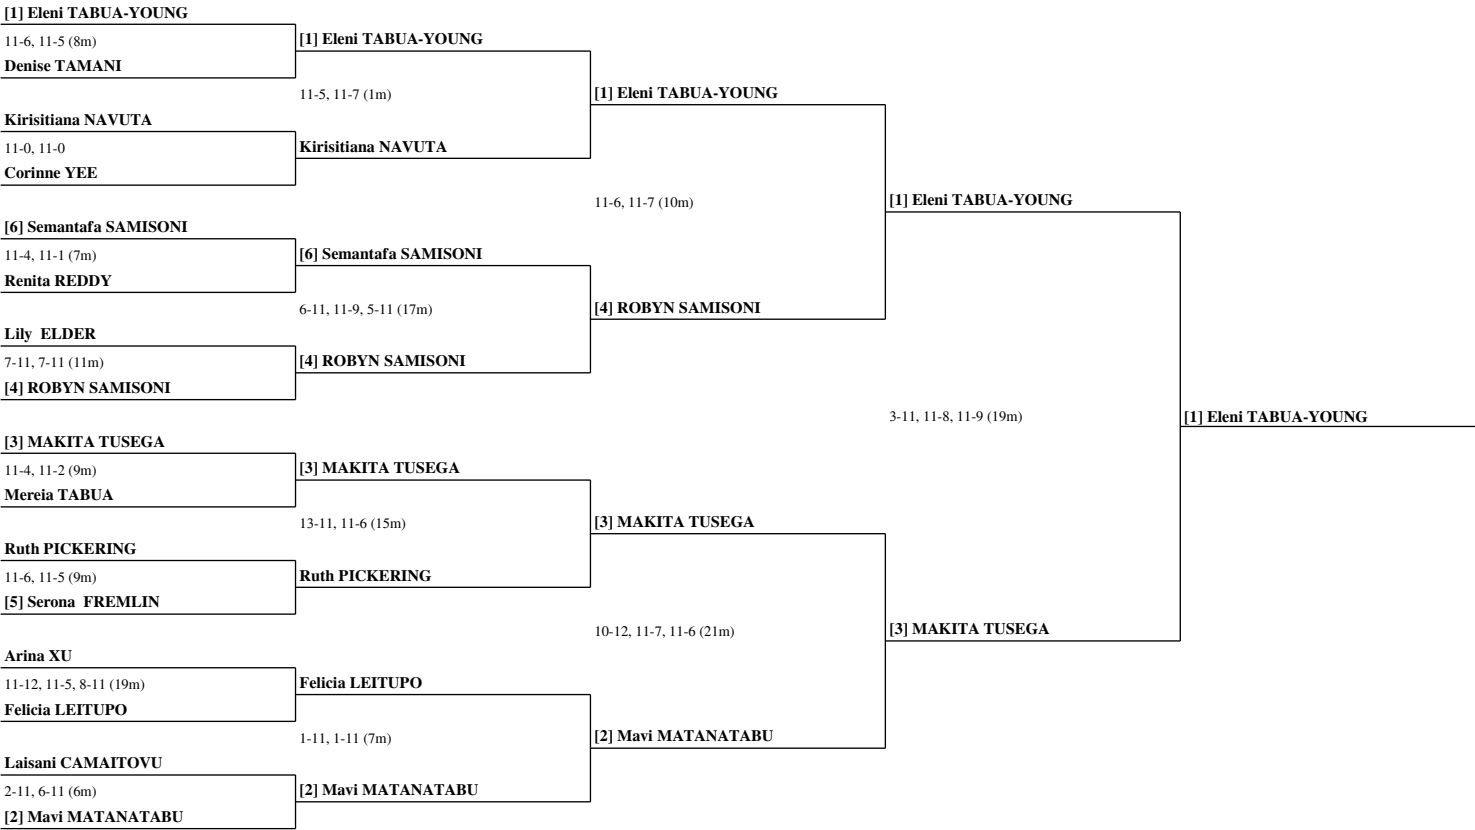 [1] Eleni TABUA-YOUNG
11-6, 11-5 (8m)
Denise TAMANI
Kirisitiana NAVUTA
11-0, 11-0
Corinne YEE
[6] Semantafa SAMISONI
11-4, 11-1 (7m)
Renita REDDY
Lily  ELDER
7-11, 7-11 (11m)
[4] ROBYN SAMISONI
[3] MAKITA TUSEGA
11-4, 11-2 (9m)
Mereia TABUA
Ruth PICKERING
11-6, 11-5 (9m)
[5] Serona  FREMLIN
Arina XU
11-12, 11-5, 8-11 (19m)
Felicia LEITUPO
Laisani CAMAITOVU
2-11, 6-11 (6m)
[2] Mavi MATANATABU
[1] Eleni TABUA-YOUNG
11-5, 11-7 (1m)
Kirisitiana NAVUTA
[6] Semantafa SAMISONI
6-11, 11-9, 5-11 (17m)
[4] ROBYN SAMISONI
[3] MAKITA TUSEGA
13-11, 11-6 (15m)
Ruth PICKERING
Felicia LEITUPO
1-11, 1-11 (7m)
[2] Mavi MATANATABU
[1] Eleni TABUA-YOUNG
11-6, 11-7 (10m)
[4] ROBYN SAMISONI
[3] MAKITA TUSEGA
10-12, 11-7, 11-6 (21m)
[2] Mavi MATANATABU
[1] Eleni TABUA-YOUNG
3-11, 11-8, 11-9 (19m)
[3] MAKITA TUSEGA
[1] Eleni TABUA-YOUNG